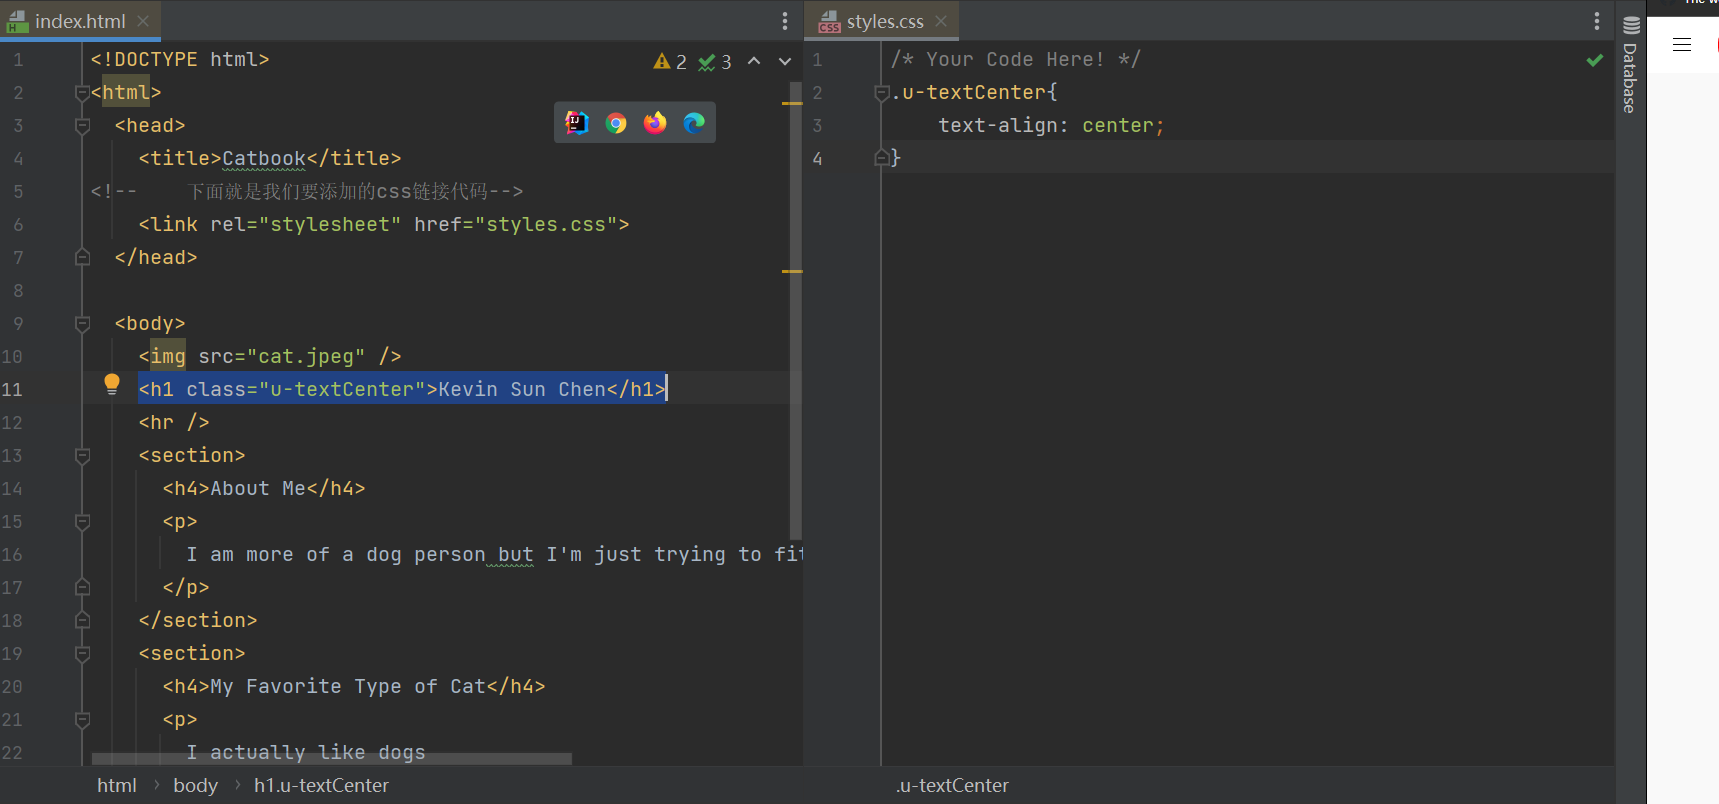 index.html
1 <!DOCTYPE html>
2 <html>
3 <head>
4 <title>Catbook</title>
5 <!-- 下面就是我们要添加的css链接代码-->
6 <link rel="stylesheet" href="styles.css">
7 </head>
8
9 <body>
10 <img src="cat.jpeg" />
11 <h1 class="u-textCenter">Kevin Sun Chen</h1>
12 <hr />
13 <section>
14 <h4>About Me</h4>
15 <p>
16 I am more of a dog person but I'm just trying to fit
17 </p>
18 </section>
19 <section>
20 <h4>My Favorite Type of Cat</h4>
21 <p>
22 I actually like dogs
2 3
html > body > h1.u-textCenter
styles.css
1 /* Your Code Here! */
2 .u-textCenter{
3 text-align: center;
4 }
.u-textCenter
Database